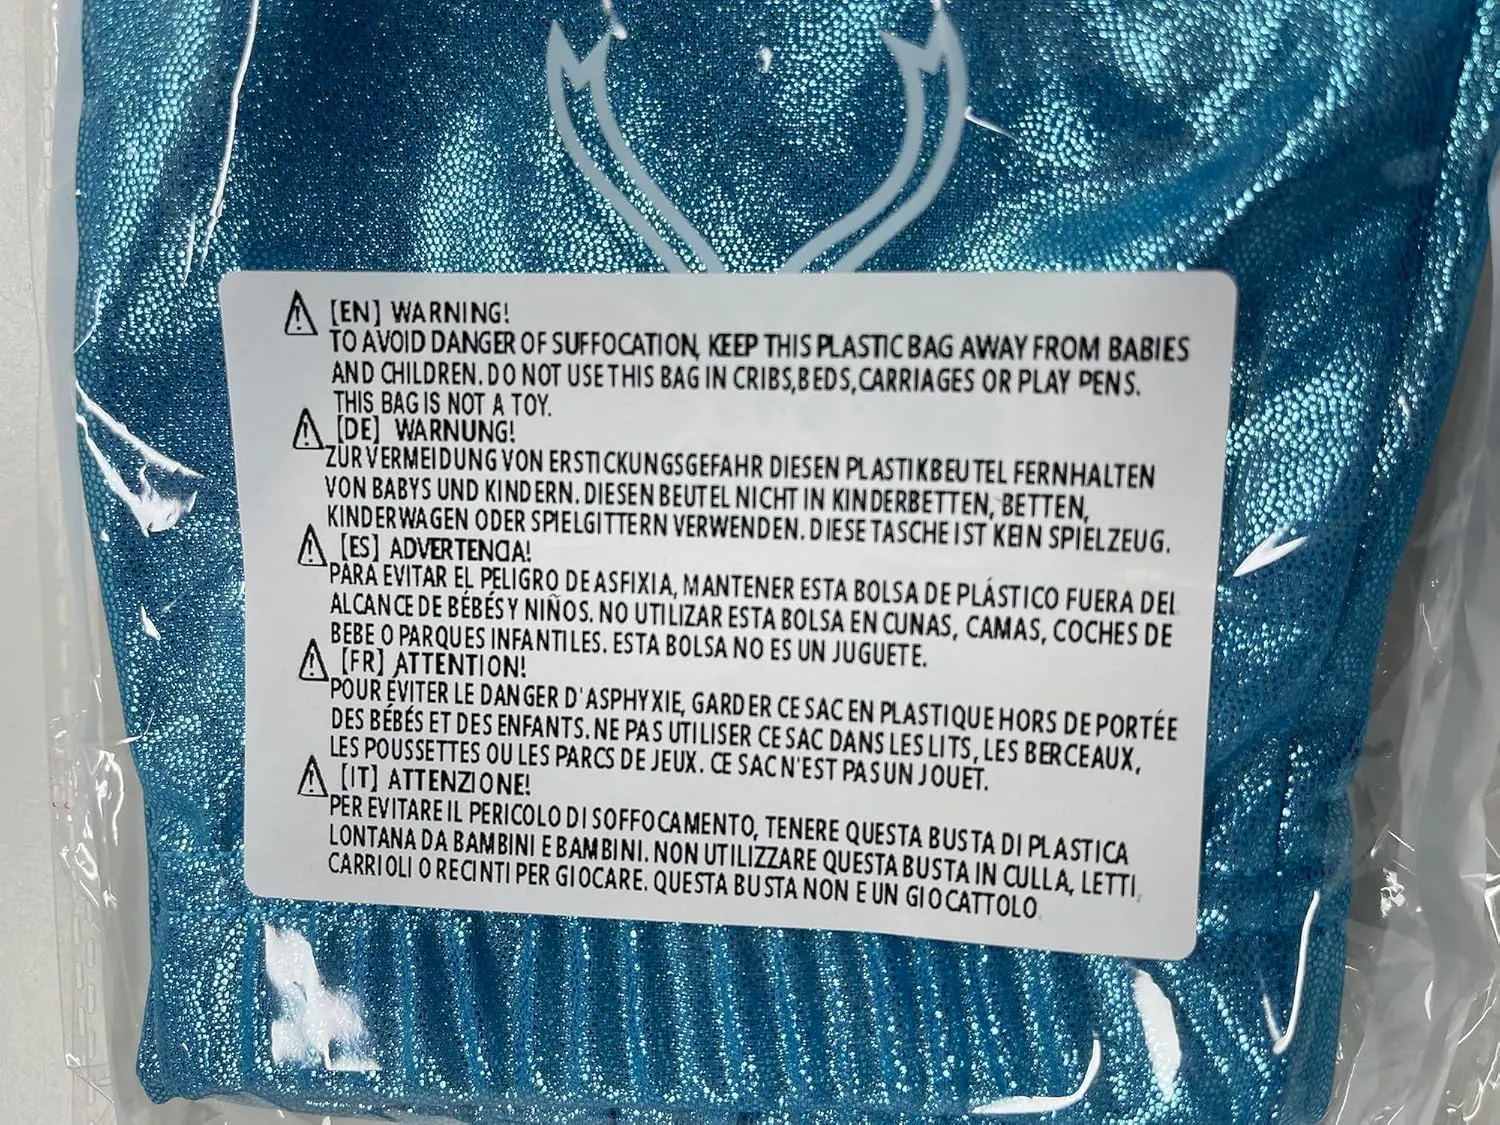 [EN] WARNING!
TO AVOID DANGER OF SUFFOCATION, KEEP THIS PLASTIC BAG AWAY FROM BABIES
AND CHILDREN. DO NOT USE THIS BAG IN CRIBS,BEDS,CARRIAGES OR PLAY PENS.
THIS BAG IS NOT A TOY.
[DE] WARNUNG!
ZUR VERMEIDUNG VON ERSTICKUNGSGEFAHR DIESEN PLASTIKBEUTEL FERNHALTEN
VON BABYS UND KINDERN. DIESEN BEUTEL NICHT IN KINDERBETTEN, BETTEN,
KINDERWAGEN ODER SPIELGITTERN VERWENDEN. DIESE TASCHE IST KEIN SPIELZEUG.
[ES] ADVERTENCIA!
PARA EVITAR EL PELIGRO DE ASFIXIA, MANTENER ESTA BOLSA DE PLÁSTICO FUERA DEL
ALCANCE DE BÉBÉS Y NIÑOS. NO UTILIZAR ESTA BOLSA EN CUNAS, CAMAS, COCHES DE
BEBE O PARQUES INFANTILES. ESTA BOLSA NO ES UN JUGUETE.
[FR] ATTENTION!
POUR ÉVITER LE DANGER D'ASPHYXIE, GARDER CE SAC EN PLASTIQUE HORS DE PORTÉE
DES BÉBÉS ET DES ENFANTS. NE PAS UTILISER CE SAC DANS LES LITS, LES BERCEAUX,
LES POUSSETTES OU LES PARCS DE JEUX. CE SAC N'EST PAS UN JOUET.
[IT] ATTENZIONE!
PER EVITARE IL PERICOLO DI SOFFOCAMENTO, TENERE QUESTA BUSTA DI PLASTICA
LONTANA DA BAMBINI E BAMBINI. NON UTILIZZARE QUESTA BUSTA IN CULLA, LETTI,
CARRIOLI O RECINTI PER GIOCARE. QUESTA BUSTA NON E UN GIOCATTOLO